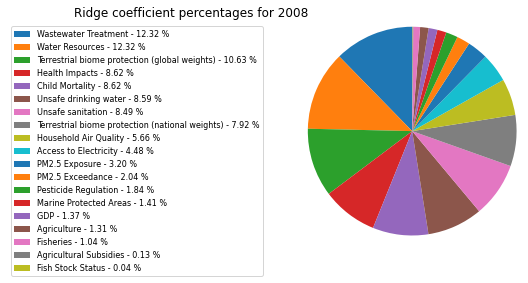 Ridge coefficient percentages for 2008
Wastewater Treatment - 12.32 %
Water Resources - 12.32 %
Terrestrial biome protection (global weights) - 10.63 %
Health Impacts - 8.62 %
Child Mortality - 8.62 %
Unsafe drinking water - 8.59 %
Unsafe sanitation - 8.49 %
Terrestrial biome protection (national weights) - 7.92 %
Household Air Quality - 5.66 %
Access to Electricity - 4.48 %
PM2.5 Exposure - 3.20 %
PM2.5 Exceedance - 2.04 %
Pesticide Regulation - 1.84 %
Marine Protected Areas - 1.41 %
GDP - 1.37 %
Agriculture - 1.31 %
Fisheries - 1.04 %
Agricultural Subsidies - 0.13 %
Fish Stock Status - 0.04 %